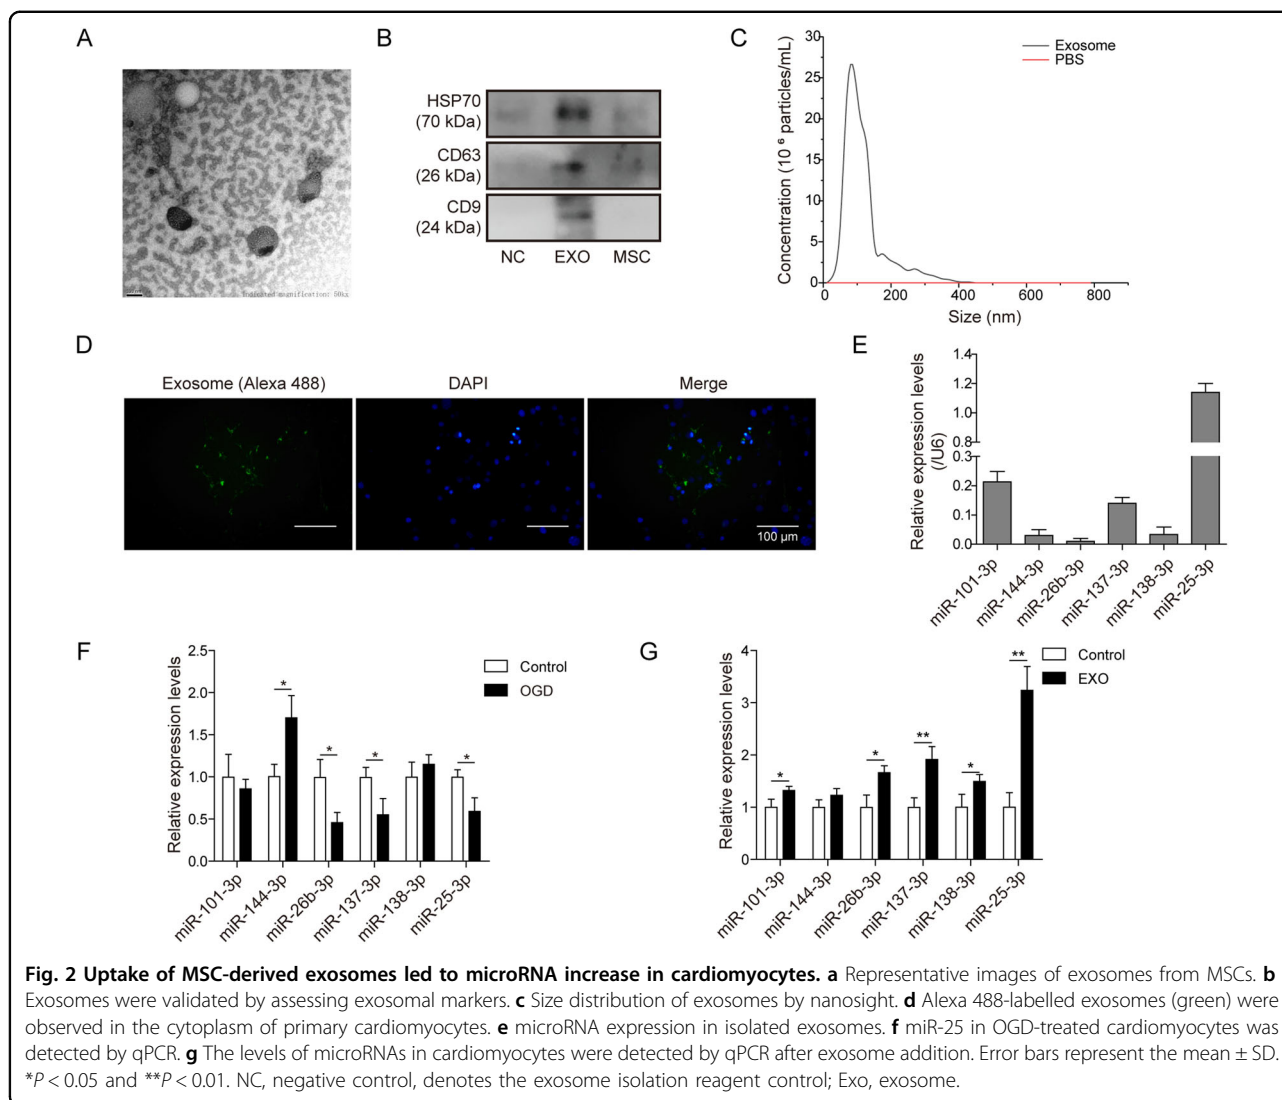 A
Indicated magnification: 50kx
B
HSP70
(70 kDa)
CD63
(26 kDa)
CD9
(24 kDa)
NC EXO MSC
C
Concentration (10 ⁶ particles/mL)
30
25
20
15
10
5
0
0 200 400 600 800
Size (nm)
Exosome
PBS
D
Exosome (Alexa 488) DAPI Merge
100 µm
E
Relative expression levels
(/U6)
1.4
1.2
1.0
0.8
0.3
0.2
0.1
0.0
miR-101-3p
miR-144-3p
miR-26b-3p
miR-137-3p
miR-138-3p
miR-25-3p
F
Relative expression levels
2.5
2.0
1.5
1.0
0.5
0.0
* * * *
Control
OGD
miR-101-3p
miR-144-3p
miR-26b-3p
miR-137-3p
miR-138-3p
miR-25-3p
G
Relative expression levels
4
3
2
1
0
* * ** * **
Control
EXO
miR-101-3p
miR-144-3p
miR-26b-3p
miR-137-3p
miR-138-3p
miR-25-3p
Fig. 2 Uptake of MSC-derived exosomes led to microRNA increase in cardiomyocytes. a Representative images of exosomes from MSCs. b
Exosomes were validated by assessing exosomal markers. c Size distribution of exosomes by nanosight. d Alexa 488-labelled exosomes (green) were
observed in the cytoplasm of primary cardiomyocytes. e microRNA expression in isolated exosomes. f miR-25 in OGD-treated cardiomyocytes was
detected by qPCR. g The levels of microRNAs in cardiomyocytes were detected by qPCR after exosome addition. Error bars represent the mean ± SD.
*P < 0.05 and **P < 0.01. NC, negative control, denotes the exosome isolation reagent control; Exo, exosome.